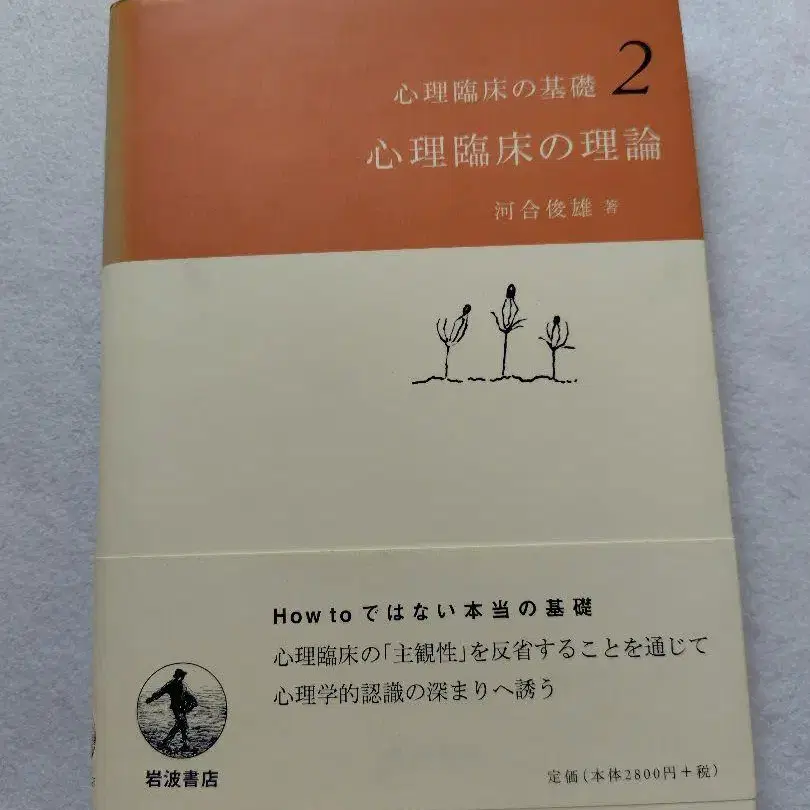 心理臨床の基礎 2
心理臨床の理論
河合俊雄 著
How to ではない本当の基礎
心理臨床の「主観性」を反省することを通じて
心理学的認識の深まりへ誘う
岩波書店
定価(本体2800円+税)